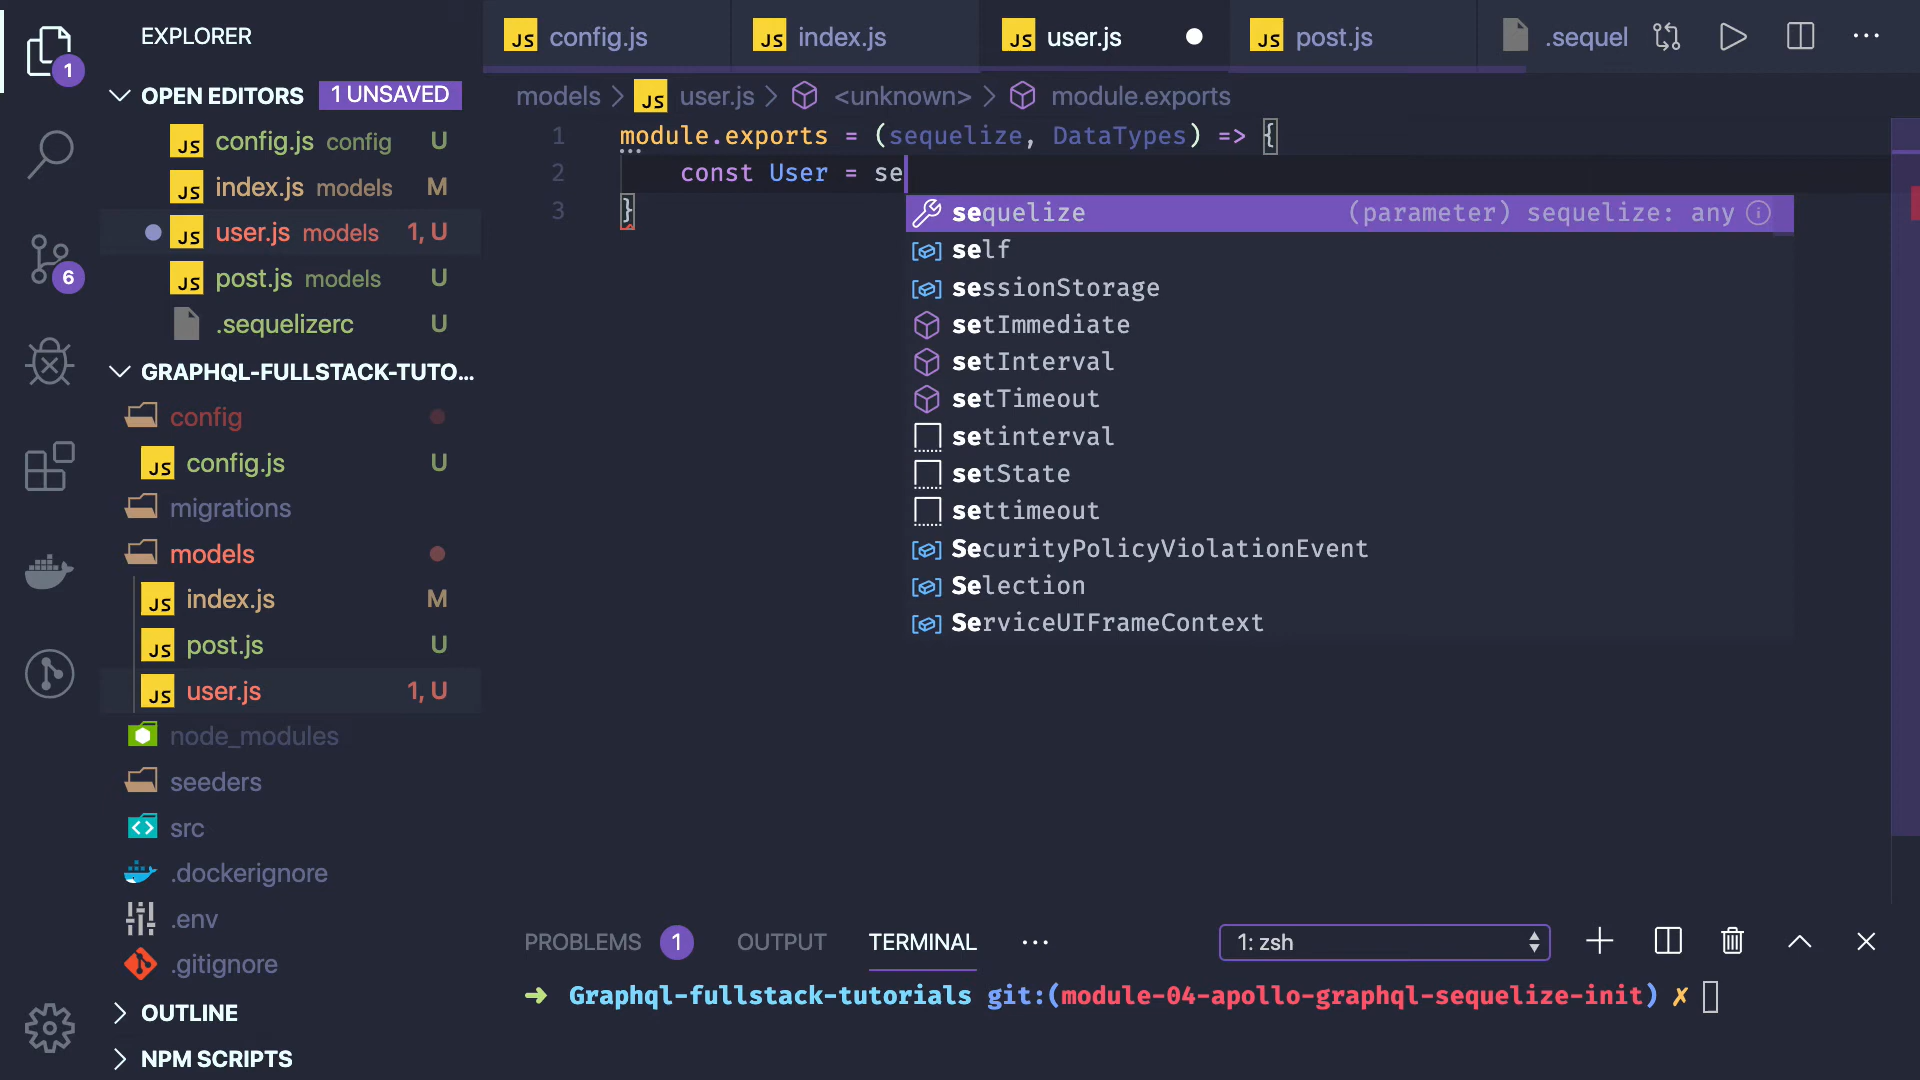 EXPLORER
1
OPEN EDITORS 1 UNSAVED
JS config.js config U
JS index.js models M
JS user.js models 1, U
JS post.js models U
.sequelizerc U
6
GRAPHQL-FULLSTACK-TUTO...
config
JS config.js U
migrations
models
JS index.js M
JS post.js U
JS user.js 1, U
node_modules
seeders
src
.dockerignore
.env
.gitignore
OUTLINE
NPM SCRIPTS
JS config.js JS index.js JS user.js JS post.js .sequel
models > JS user.js > <unknown> > module.exports
1 module.exports = (sequelize, DataTypes) => {
2 const User = se
3 }
sequelize (parameter) sequelize: any
self
sessionStorage
setImmediate
setInterval
setTimeout
setinterval
setState
settimeout
SecurityPolicyViolationEvent
Selection
ServiceUIFrameContext
PROBLEMS 1 OUTPUT TERMINAL ... 1: zsh
➜ Graphql-fullstack-tutorials git:(module-04-apollo-graphql-sequelize-init) ✗